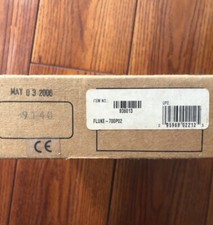 MAY 03 2006
9340
CE
ITEM NO:
UPC:
FLUKE-700P02